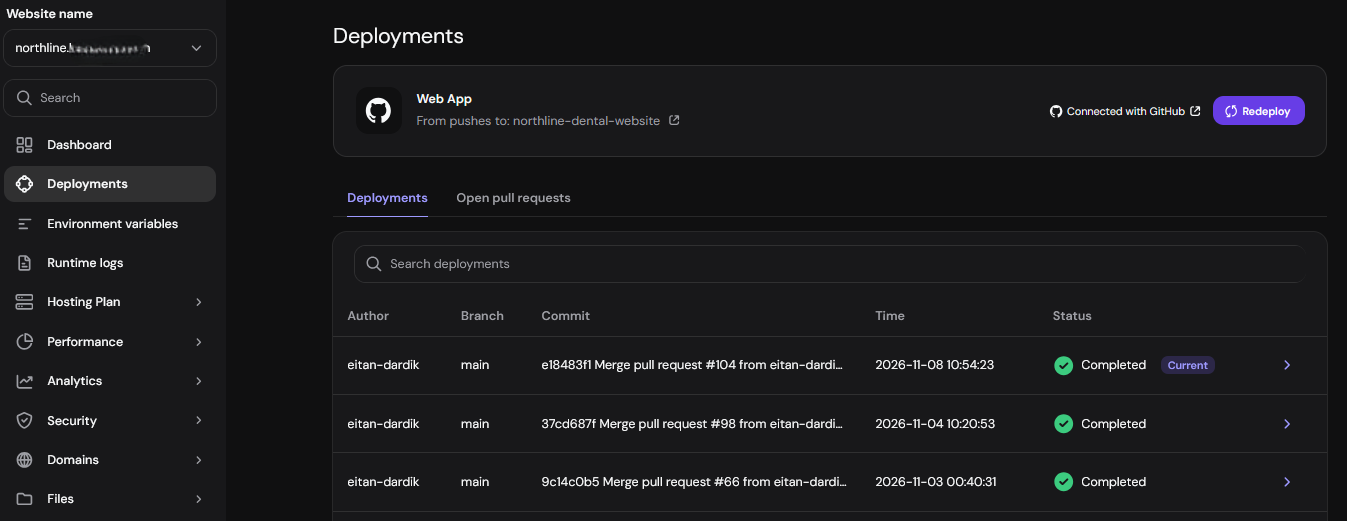 Website name
northline.
Search
Dashboard
Deployments
Environment variables
Runtime logs
Hosting Plan
Performance
Analytics
Security
Domains
Files
Deployments
Web App
From pushes to: northline-dental-website
Connected with GitHub
Redeploy
Deployments Open pull requests
Search deployments
Author Branch Commit Time Status
eitan-dardik main e18483f1 Merge pull request #104 from eitan-dardi... 2026-11-08 10:54:23 Completed Current
eitan-dardik main 37cd687f Merge pull request #98 from eitan-dardi... 2026-11-04 10:20:53 Completed
eitan-dardik main 9c14c0b5 Merge pull request #66 from eitan-dardi... 2026-11-03 00:40:31 Completed